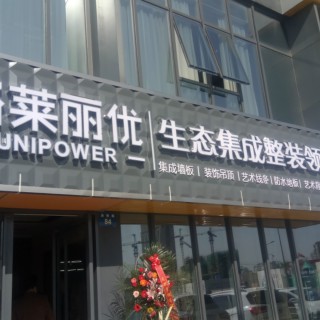 莱丽优
UNIPOWER
生态集成整装领
集成墙板 | 装饰吊顶 | 艺术线条 | 防水地板 | 艺术